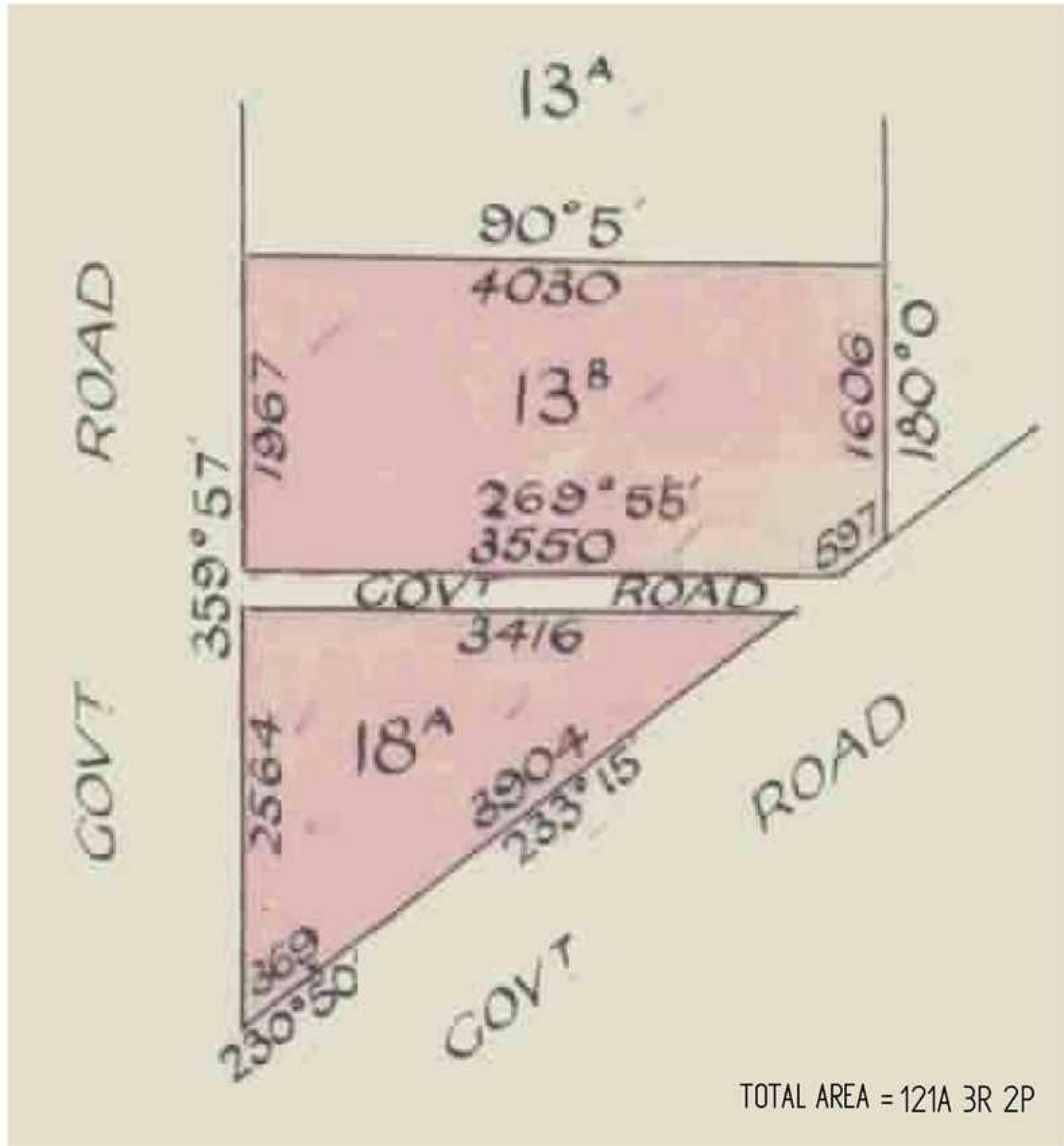 13A
90°5'
4030
ROAD
1967
13B
1606
180°0
359°57'
269°55'
3550
597
GOVT ROAD
3416
GOVT
2564
18A
3904
233°15'
ROAD
369
230°50'
GOVT
TOTAL AREA = 121A 3R 2P